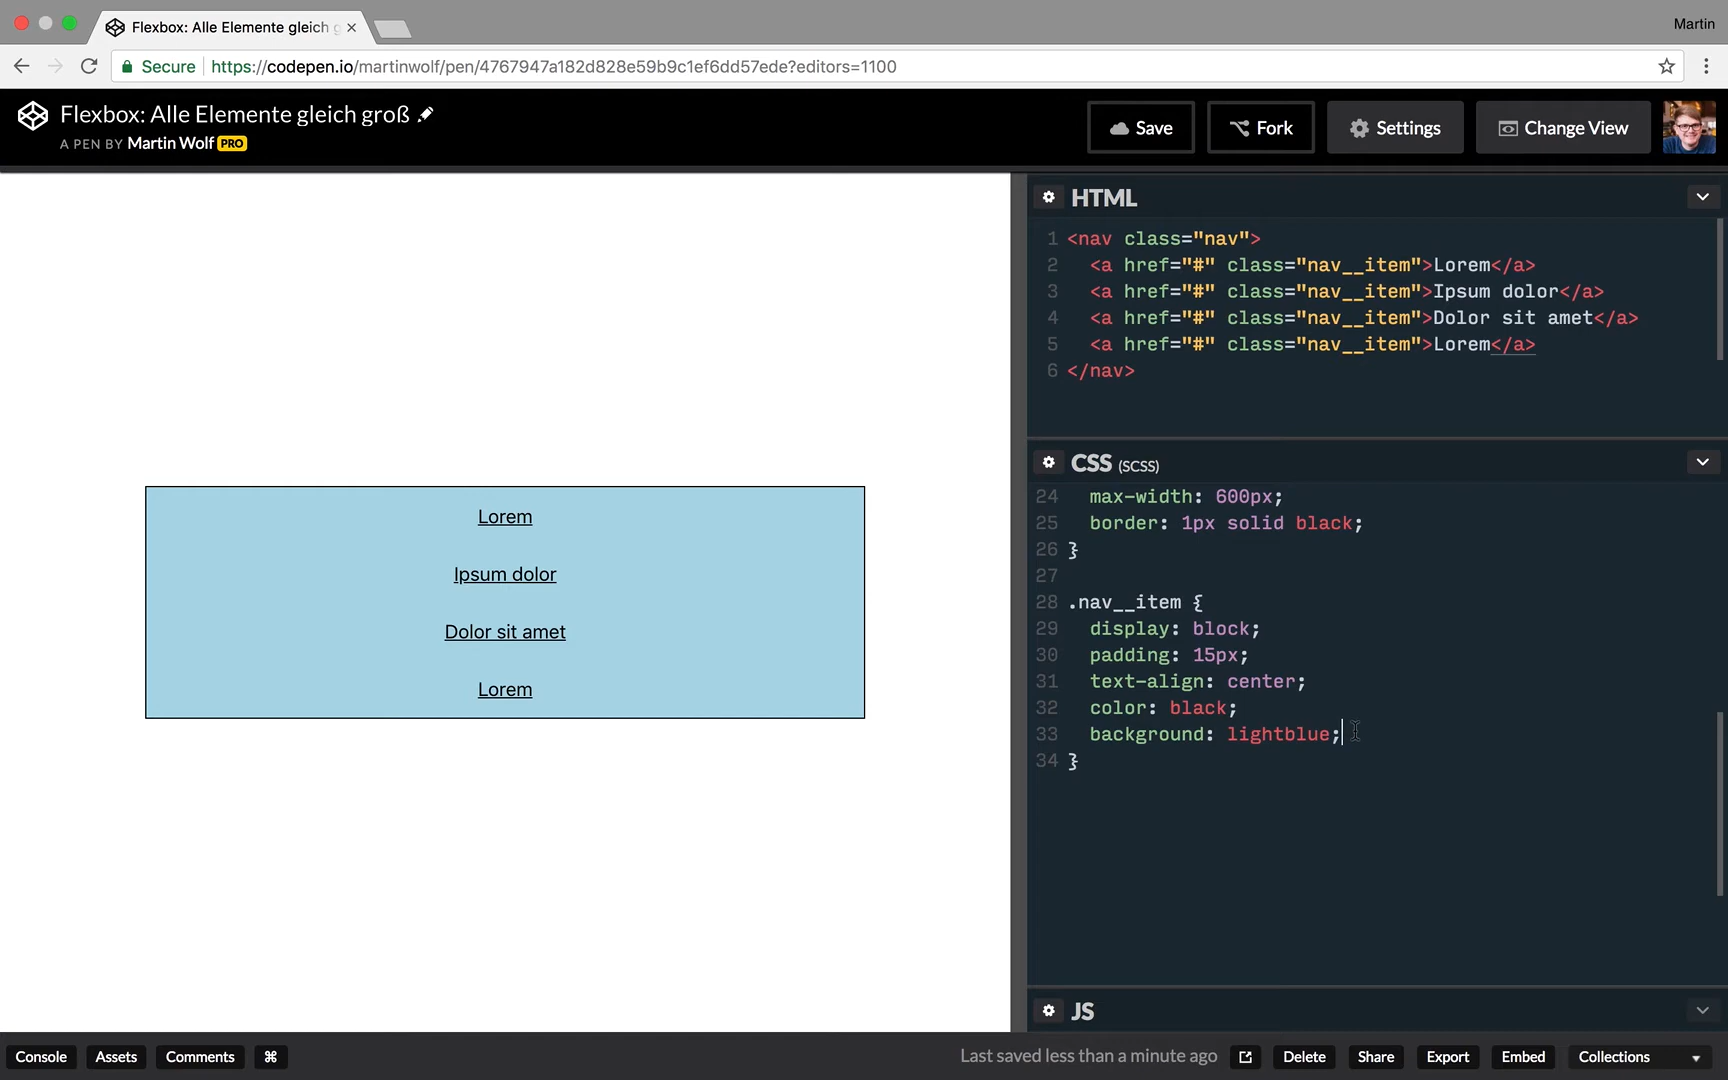 Flexbox: Alle Elemente gleich g
Martin
Secure
https://codepen.io/martinwolf/pen/4767947a182d828e59b9c1ef6dd57ede?editors=1100
Flexbox: Alle Elemente gleich groß
A PEN BY Martin Wolf PRO
Save
Fork
Settings
Change View
Lorem
Ipsum dolor
Dolor sit amet
Lorem
HTML
1 <nav class="nav">
2 <a href="#" class="nav__item">Lorem</a>
3 <a href="#" class="nav__item">Ipsum dolor</a>
4 <a href="#" class="nav__item">Dolor sit amet</a>
5 <a href="#" class="nav__item">Lorem</a>
6 </nav>
CSS (SCSS)
24 max-width: 600px;
25 border: 1px solid black;
26 }
27
28 .nav__item {
29 display: block;
30 padding: 15px;
31 text-align: center;
32 color: black;
33 background: lightblue;
34 }
JS
Console
Assets
Comments
⌘
Last saved less than a minute ago
Delete
Share
Export
Embed
Collections